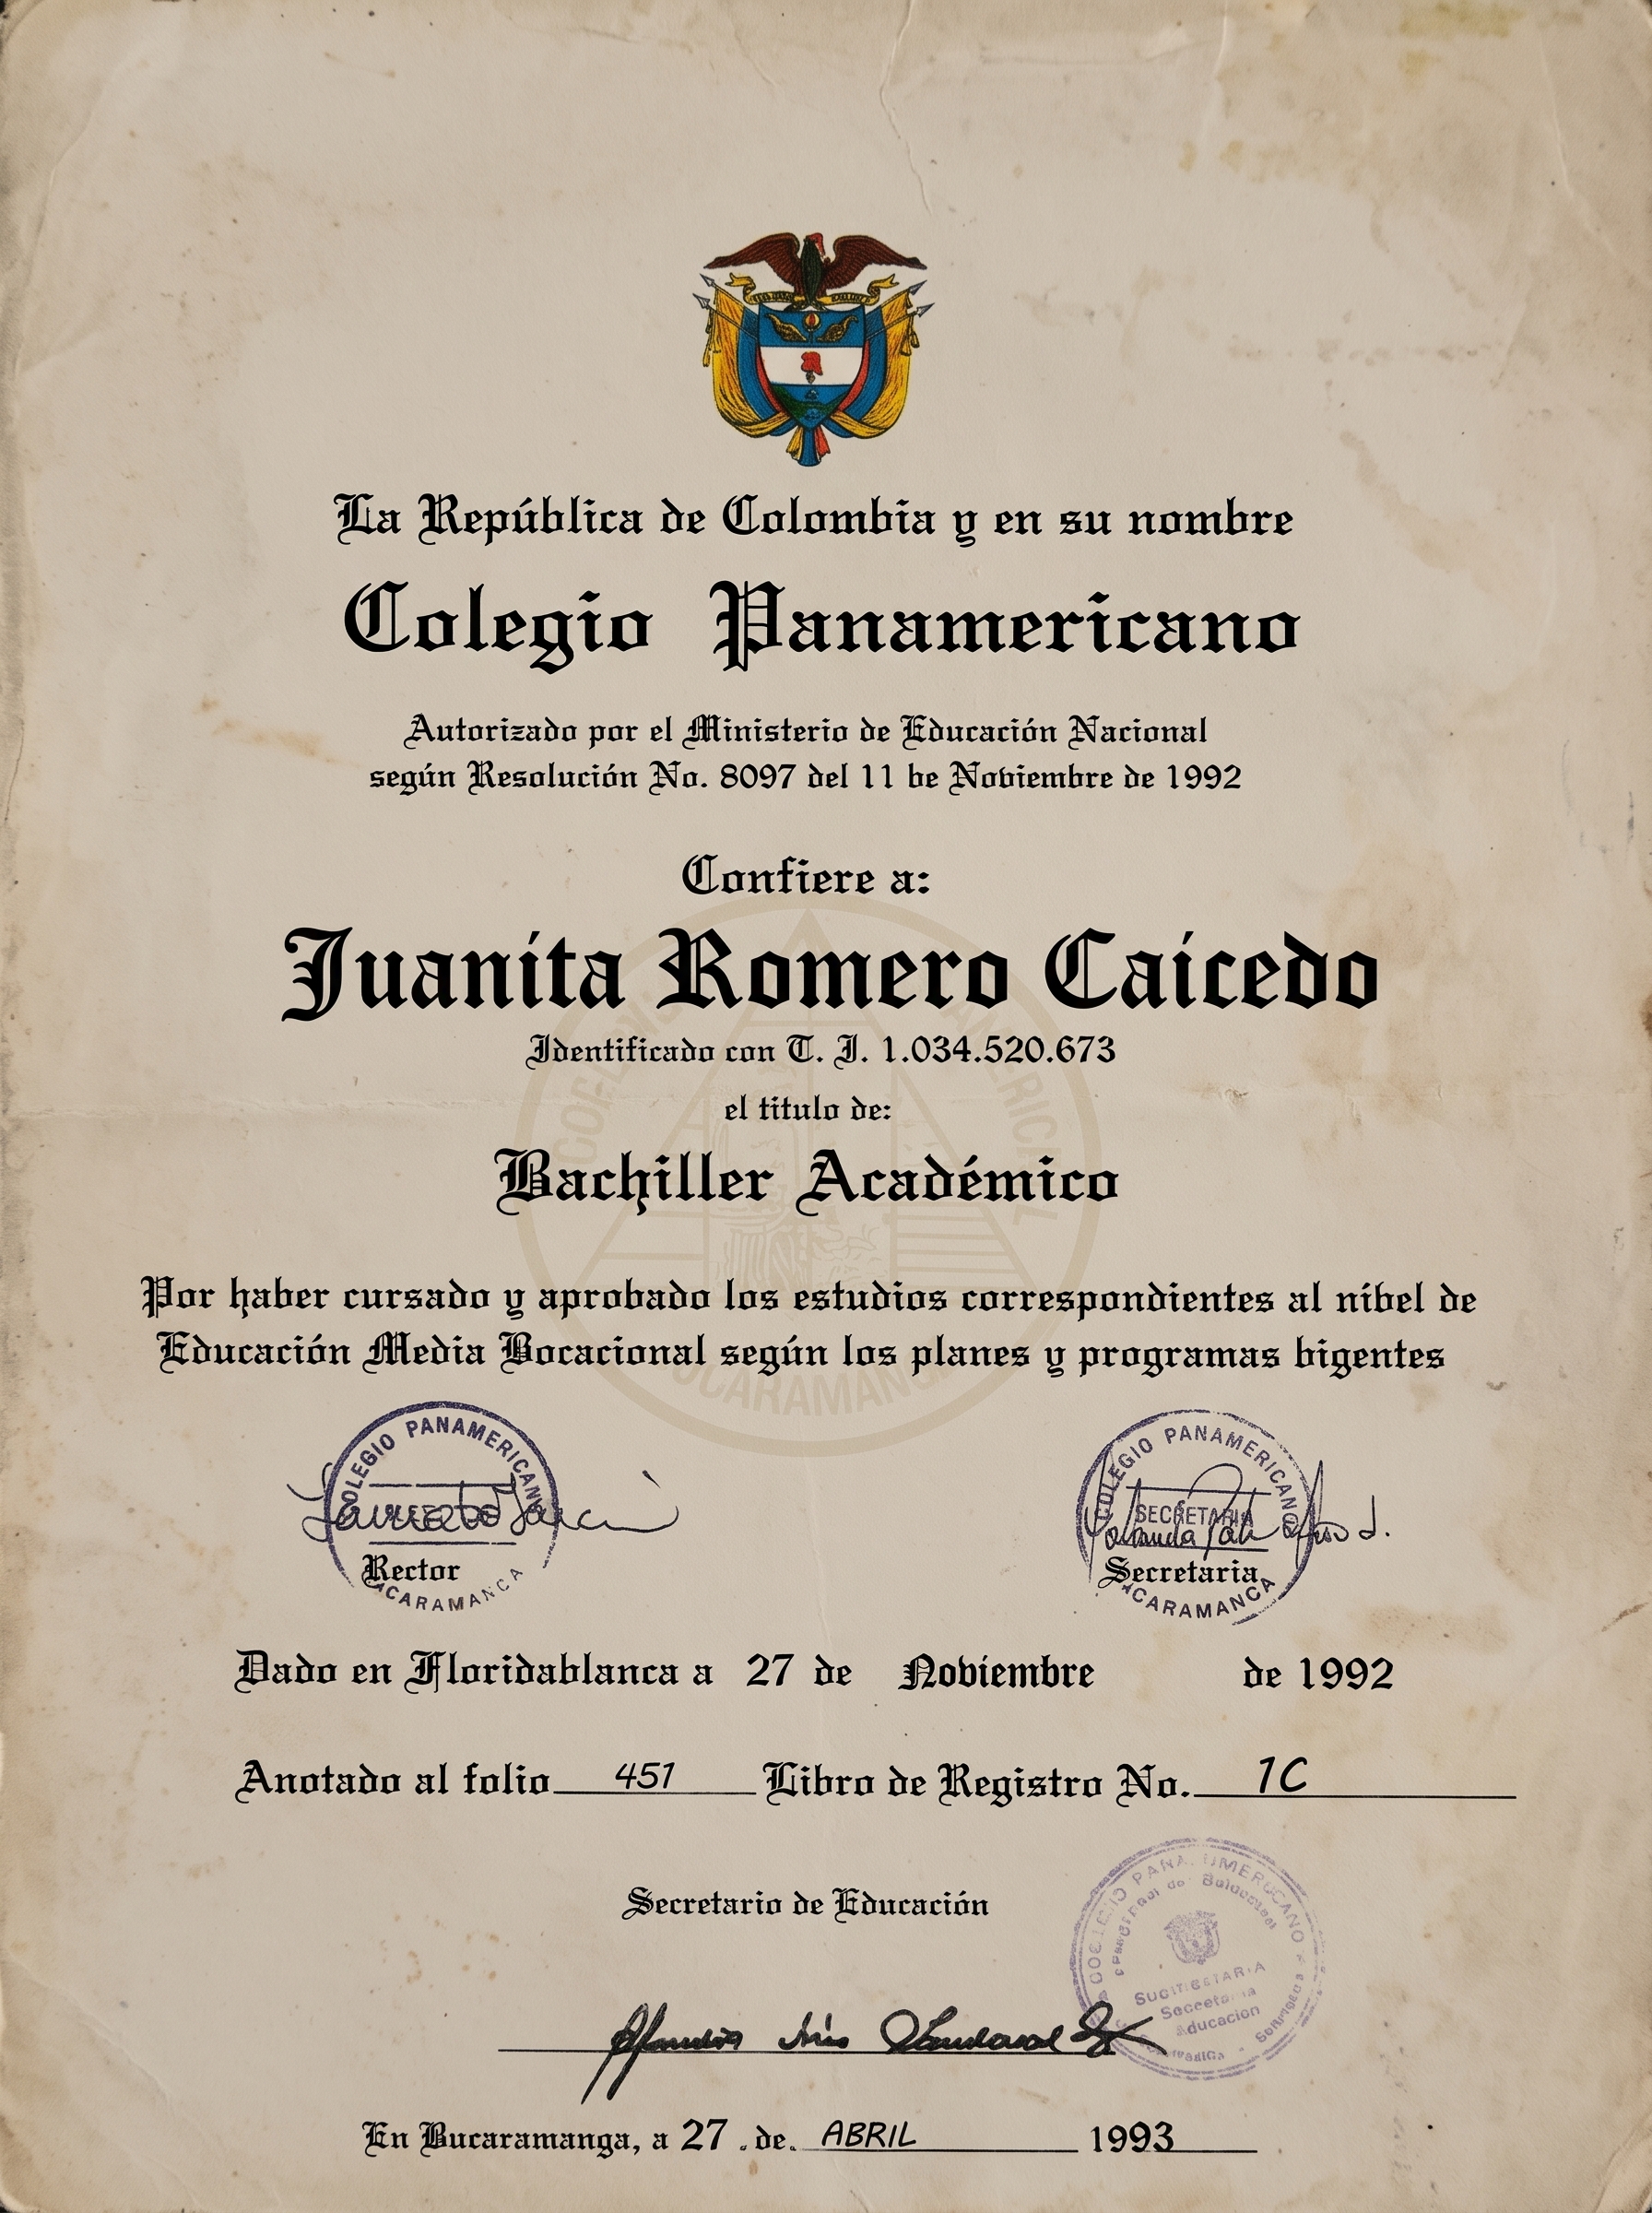 La República de Colombia y en su nombre
Colegio Panamericano
Autorizado por el Ministerio de Educación Nacional
según Resolución No. 8097 del 11 be Nobiembre de 1992
Confiere a:
Juanita Romero Caicedo
Identificado con T. I. 1.034.520.673
el titulo de:
Bachiller Académico
Por haber cursado y aprobado los estudios correspondientes al nibel de
Educación Media Bocacional según los planes y programas bigentes
COLEGIO PANAMERICANO
Rector
CARAMANCA
COLEGIO PANAMERICANO
SECRETARIA
Secretaria
CARAMANCA
Dado en Floridablanca a 27 de Nobiembre de 1992
Anotado al folio 451 Libro de Registro No. 1C
Secretario de Educación
En Bucaramanga, a 27 . de. ABRIL 1993